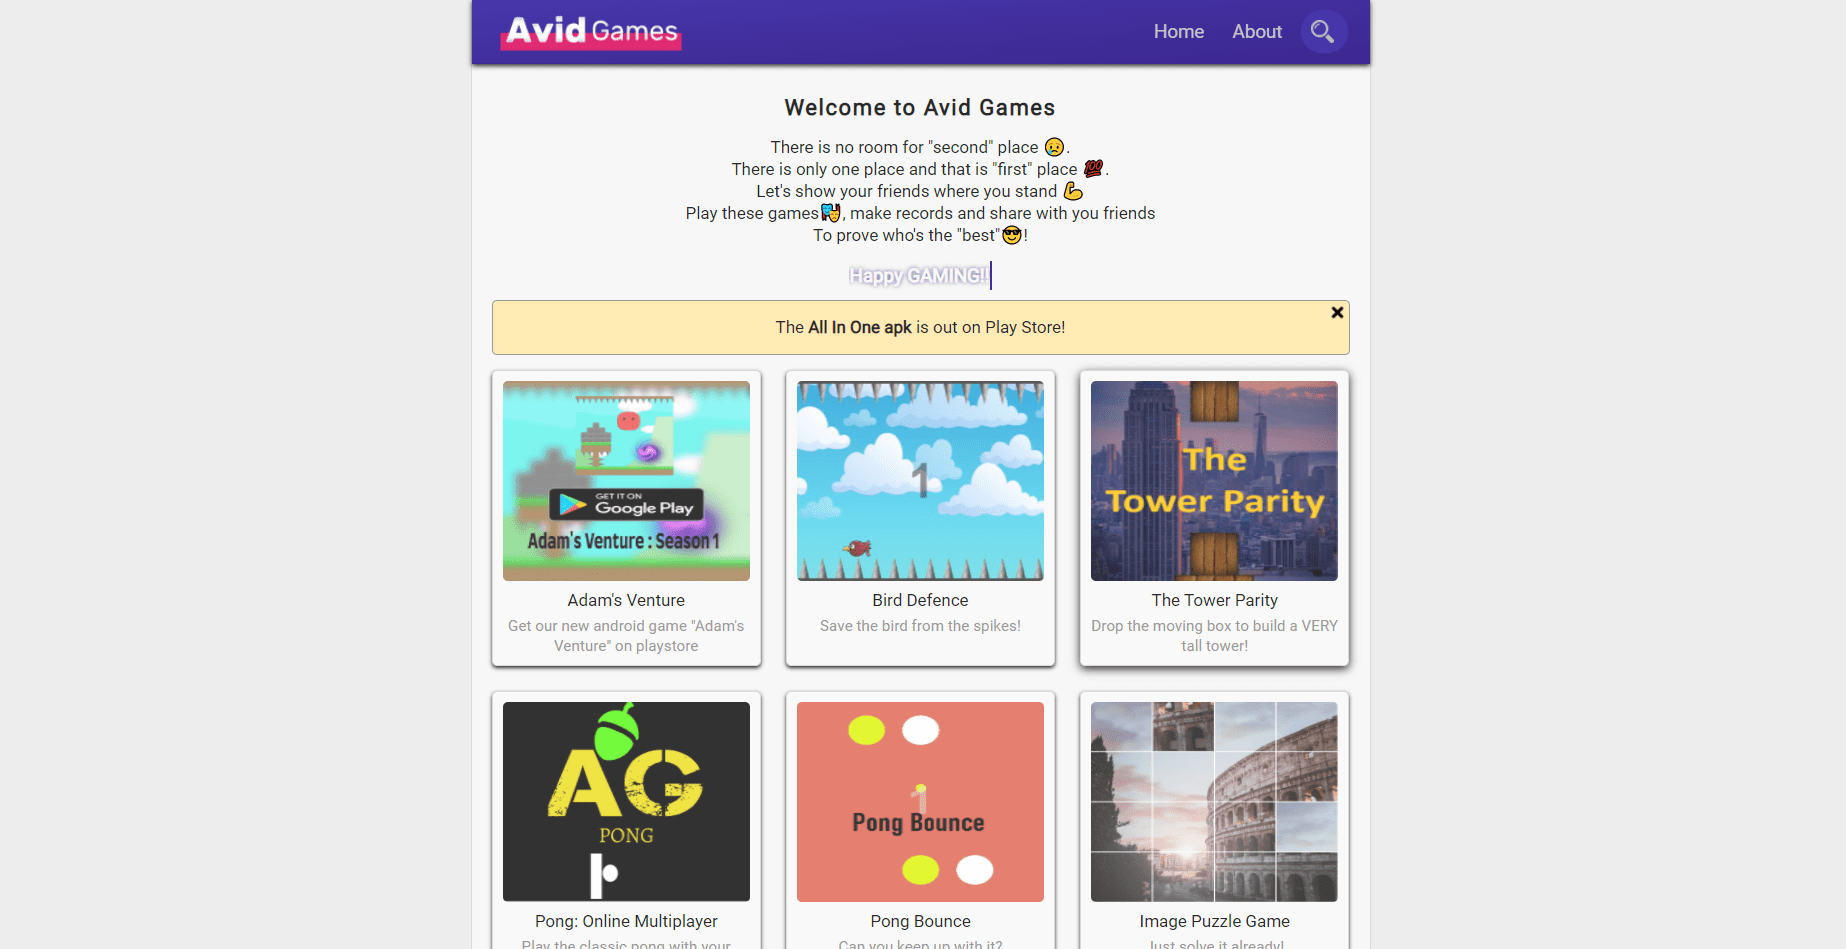 Avid Games
Home
About
Welcome to Avid Games
There is no room for "second" place 😥.
There is only one place and that is "first" place 💯.
Let's show your friends where you stand 💪
Play these games🎭, make records and share with you friends
To prove who's the "best"😎!
Happy GAMING!!
The All In One apk is out on Play Store!
GET IT ON
Google Play
Adam's Venture : Season 1
Adam's Venture
Get our new android game "Adam's
Venture" on playstore
1
Bird Defence
Save the bird from the spikes!
The
Tower Parity
The Tower Parity
Drop the moving box to build a VERY
tall tower!
AG
PONG
Pong: Online Multiplayer
Play the classic pong with your
1
Pong Bounce
Pong Bounce
Can you keep up with it?
Image Puzzle Game
Just solve it already!